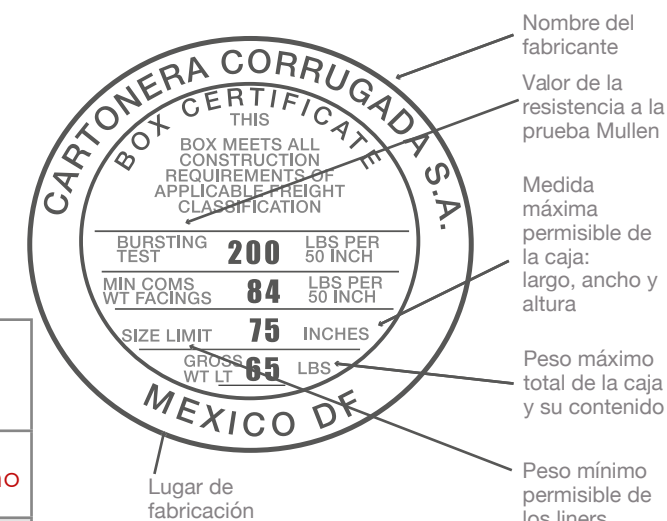 CARTONERA CORRUGADA S.A.
BOX CERTIFICATE
THIS
BOX MEETS ALL
CONSTRUCTION
REQUIREMENTS OF
APPLICABLE FREIGHT
CLASSIFICATION
BURSTING TEST 200 LBS PER 50 INCH
MIN COMS WT FACINGS 84 LBS PER 50 INCH
SIZE LIMIT 75 INCHES
GROSS WT LT 65 LBS
MEXICO DF
Nombre del
fabricante
Valor de la
resistencia a la
prueba Mullen
Medida
máxima
permisible de
la caja:
largo, ancho y
altura
Peso máximo
total de la caja
y su contenido
Peso mínimo
permisible de
los liners
Lugar de
fabricación